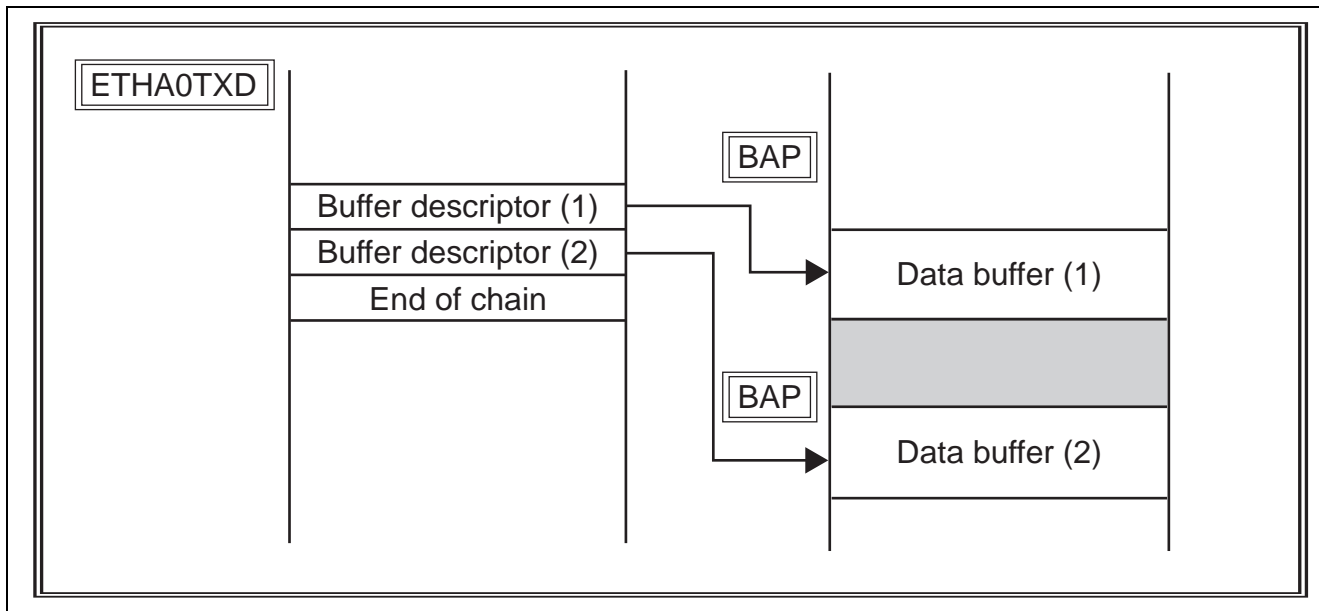 ETHA0TXD
BAP
Buffer descriptor (1)
Buffer descriptor (2)
End of chain
Data buffer (1)
BAP
Data buffer (2)